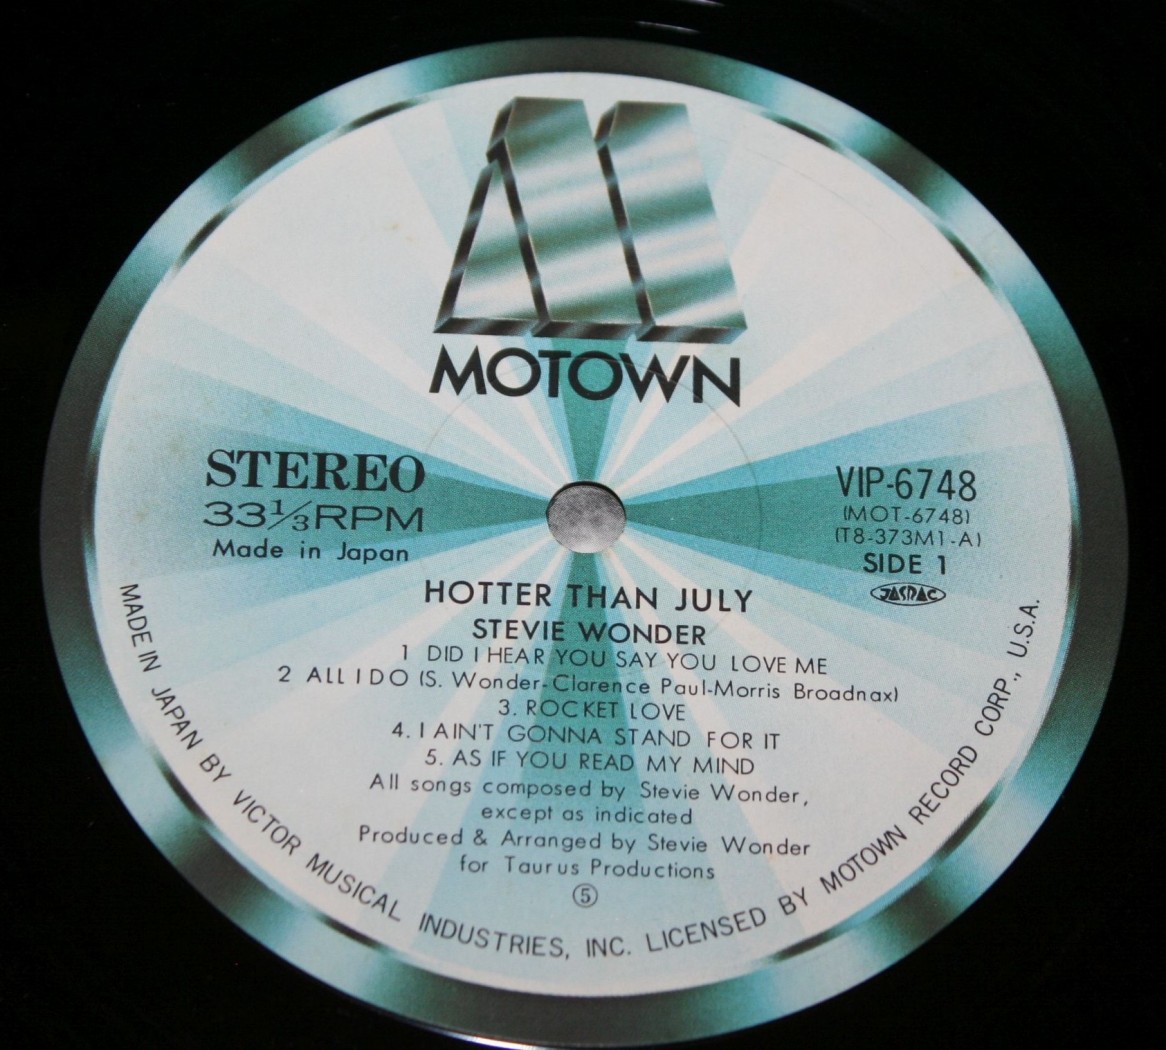 MOTOWN
STEREO
33 1/3 RPM
Made in Japan
VIP-6748
(MOT-6748)
(T8-373M1-A)
SIDE 1
JASRAC
HOTTER THAN JULY
STEVIE WONDER
1 DID I HEAR YOU SAY YOU LOVE ME
2 ALL I DO (S. Wonder-Clarence Paul-Morris Broadnax)
3. ROCKET LOVE
4. I AIN'T GONNA STAND FOR IT
5. AS IF YOU READ MY MIND
All songs composed by Stevie Wonder,
except as indicated
Produced & Arranged by Stevie Wonder
for Taurus Productions
⑤
MADE IN JAPAN BY VICTOR MUSICAL INDUSTRIES, INC. LICENSED BY MOTOWN RECORD CORP., U.S.A.